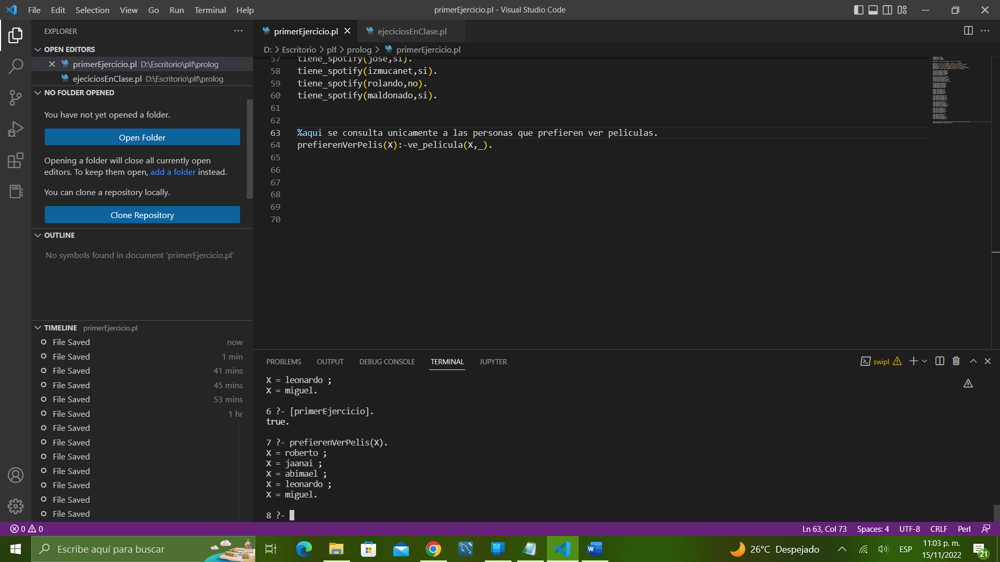 File Edit Selection View Go Run Terminal Help
primerEjercicio.pl - Visual Studio Code
EXPLORER
OPEN EDITORS
primerEjercicio.pl D:\Escritorio\plf\prolog
ejeciciosEnClase.pl D:\Escritorio\plf\prolog
NO FOLDER OPENED
You have not yet opened a folder.
Open Folder
Opening a folder will close all currently open
editors. To keep them open, add a folder instead.
You can clone a repository locally.
Clone Repository
OUTLINE
No symbols found in document 'primerEjercicio.pl'
TIMELINE primerEjercicio.pl
File Saved now
File Saved 1 min
File Saved 41 mins
File Saved 45 mins
File Saved 53 mins
File Saved 1 hr
File Saved
File Saved
File Saved
File Saved
File Saved
File Saved
File Saved
primerEjercicio.pl
ejeciciosEnClase.pl
D: > Escritorio > plf > prolog > primerEjercicio.pl
57 tiene_spotify(jose,si).
58 tiene_spotify(izmucanet,si).
59 tiene_spotify(rolando,no).
60 tiene_spotify(maldonado,si).
61
62
63 %aqui se consulta unicamente a las personas que prefieren ver peliculas.
64 prefierenVerPelis(X):-ve_pelicula(X,_).
65
66
67
68
69
70
PROBLEMS OUTPUT DEBUG CONSOLE TERMINAL JUPYTER
swipl
X = leonardo ;
X = miguel.
6 ?- [primerEjercicio].
true.
7 ?- prefierenVerPelis(X).
X = roberto ;
X = jaanai ;
X = abimael ;
X = leonardo ;
X = miguel.
8 ?-
0 0
Ln 63, Col 73 Spaces: 4 UTF-8 CRLF Perl
Escribe aquí para buscar
26°C Despejado
ESP
11:03 p. m.
15/11/2022
21